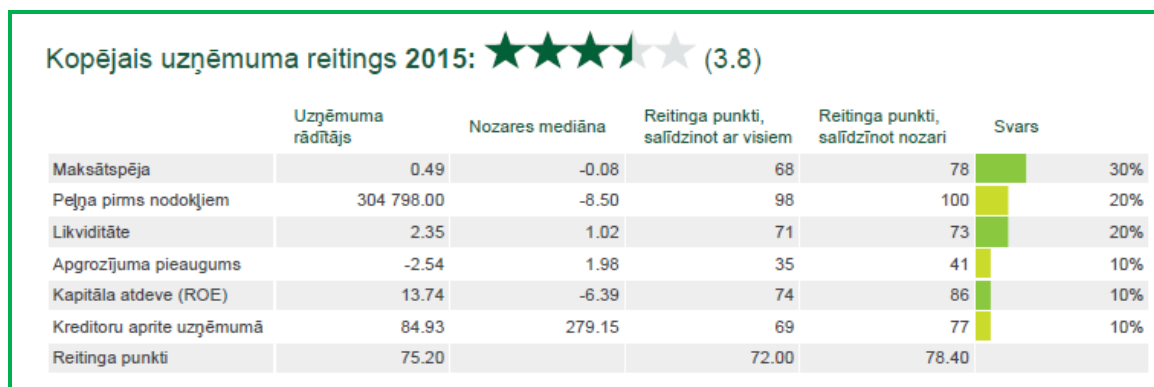 Kopējais uzņēmuma reitings 2015: (3.8)
Uzņēmuma rādītājs Nozares mediāna Reitinga punkti, salīdzinot ar visiem Reitinga punkti, salīdzīnot nozari Svars
Maksātspēja 0.49 -0.08 68 78 30%
Peļņa pirms nodokļiem 304 798.00 -8.50 98 100 20%
Likviditāte 2.35 1.02 71 73 20%
Apgrozījuma pieaugums -2.54 1.98 35 41 10%
Kapitāla atdeve (ROE) 13.74 -6.39 74 86 10%
Kreditoru aprite uzņēmumā 84.93 279.15 69 77 10%
Reitinga punkti 75.20 72.00 78.40